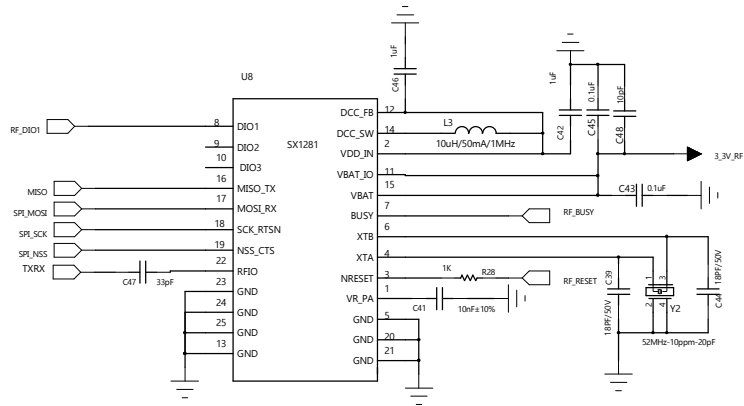 1uF
C46
U8
SX1281
RF_DIO1
8 DIO1
9 DIO2
10 DIO3
MISO
16 MISO_TX
SPI_MOSI
17 MOSI_RX
SPI_SCK
18 SCK_RTSN
SPI_NSS
19 NSS_CTS
TXRX
C47
33pF
22 RFIO
23 GND
24 GND
25 GND
13 GND
DCC_FB 12
DCC_SW 14
L3
10uH/50mA/1MHz
VDD_IN 2
VBAT_IO 11
VBAT 15
BUSY 7
RF_BUSY
XTB 6
XTA 4
NRESET 3
1K
R28
RF_RESET
VR_PA 1
C41
10nF±10%
GND 5
GND 20
GND 21
1uF
C42
0.1uF
C45
10pF
C48
3_3V_RF
C43
0.1uF
C39
18PF/50V
1
3
2
4
Y2
52MHz-10ppm-20pF
18PF/50V
C44